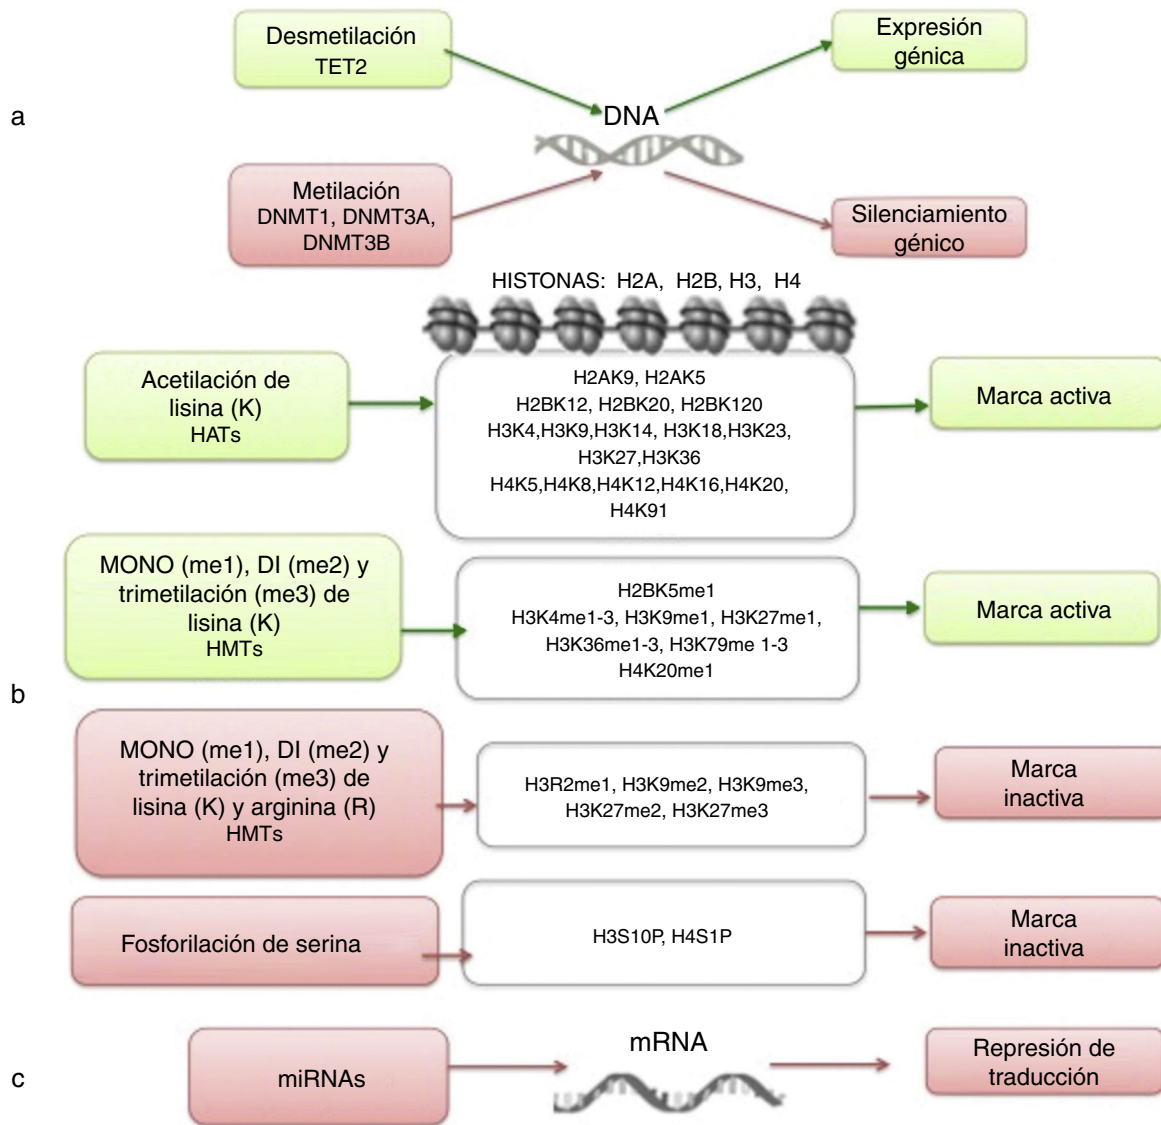 Desmetilación
TET2
Expresión
génica
a
DNA
Metilación
DNMT1, DNMT3A,
DNMT3B
Silenciamiento
génico
HISTONAS: H2A, H2B, H3, H4
Acetilación de
lisina (K)
HATs
H2AK9, H2AK5
H2BK12, H2BK20, H2BK120
H3K4,H3K9,H3K14, H3K18,H3K23,
H3K27,H3K36
H4K5,H4K8,H4K12,H4K16,H4K20,
H4K91
Marca activa
MONO (me1), DI (me2) y
trimetilación (me3) de
lisina (K)
HMTs
H2BK5me1
H3K4me1-3, H3K9me1, H3K27me1,
H3K36me1-3, H3K79me 1-3
H4K20me1
Marca activa
b
MONO (me1), DI (me2) y
trimetilación (me3) de
lisina (K) y arginina (R)
HMTs
H3R2me1, H3K9me2, H3K9me3,
H3K27me2, H3K27me3
Marca
inactiva
Fosforilación de serina
H3S10P, H4S1P
Marca
inactiva
c
miRNAs
mRNA
Represión de
traducción